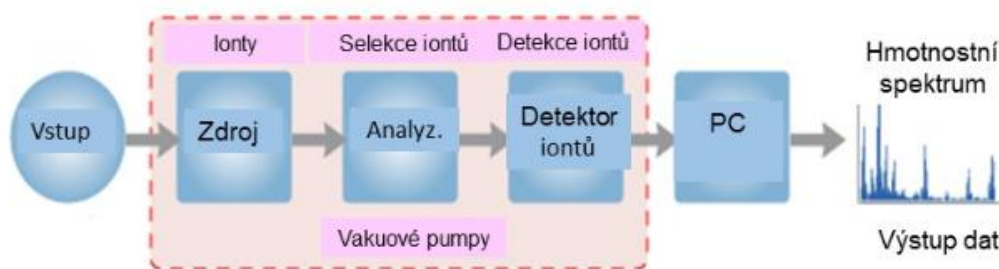 Ionty
Selekce iontů
Detekce iontů
Hmotnostní
spektrum
Vstup
Zdroj
Analyz.
Detektor
iontů
PC
Vakuové pumpy
Výstup dat